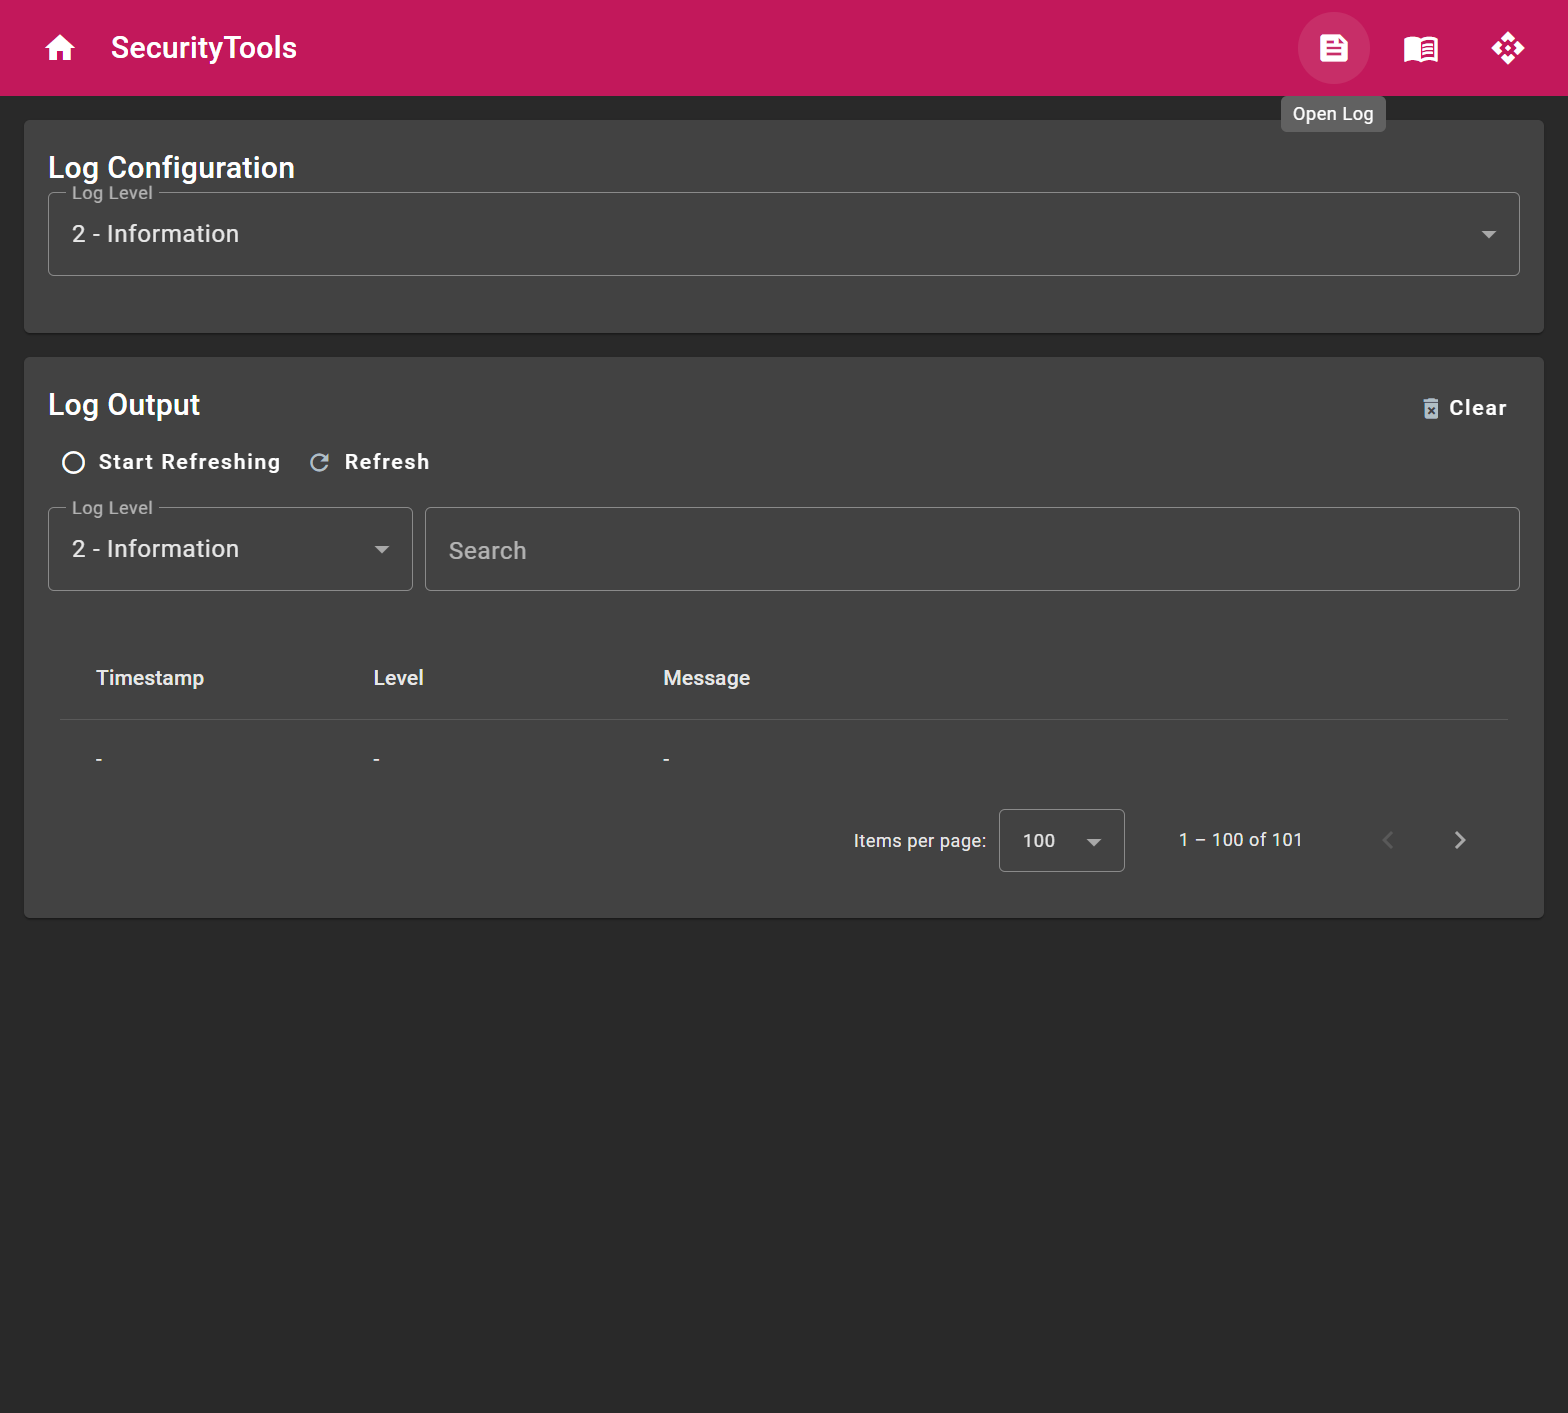 SecurityTools
Open Log
Log Configuration
Log Level
2 - Information
Log Output
Clear
Start Refreshing Refresh
Log Level
2 - Information
Search
Timestamp Level Message
- - -
Items per page: 100 1 – 100 of 101